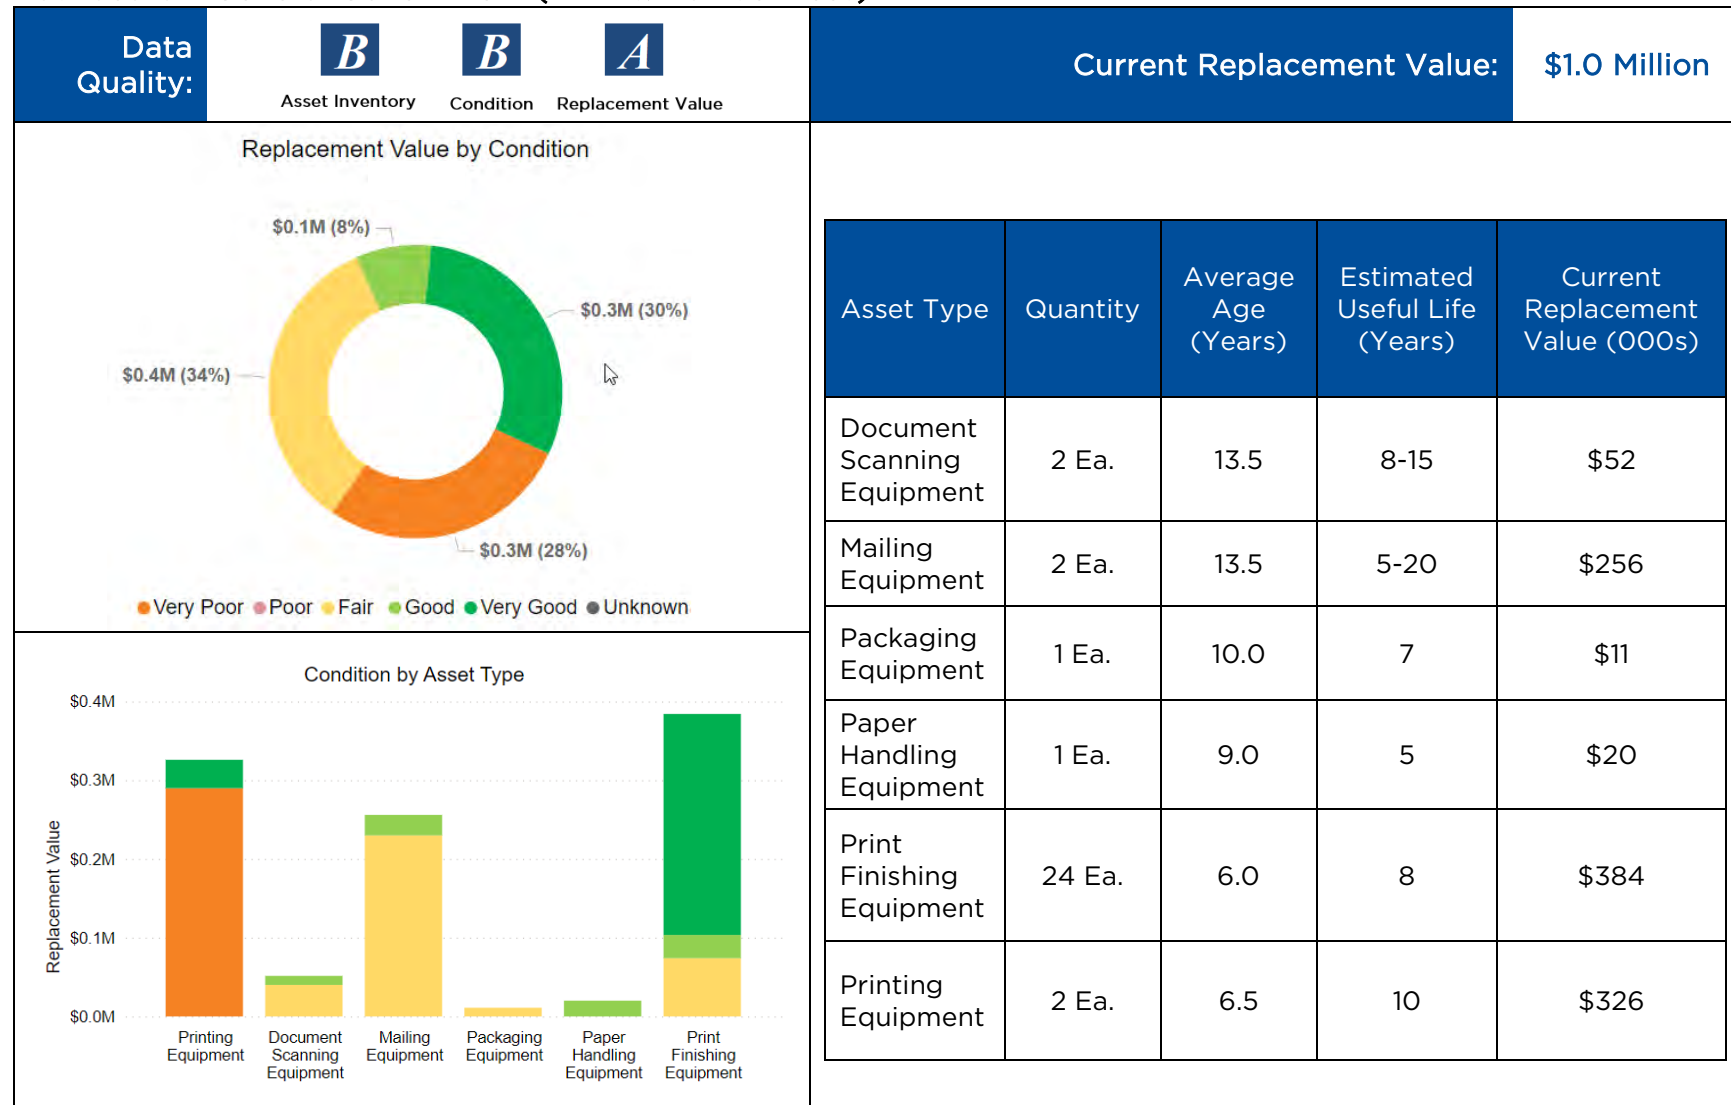 Data
Quality:
B
B
A
Asset Inventory
Condition
Replacement Value
Current Replacement Value:
$1.0 Million
Replacement Value by Condition
$0.1M (8%)
$0.3M (30%)
$0.4M (34%)
$0.3M (28%)
Very Poor Poor Fair Good Very Good Unknown
Condition by Asset Type
Replacement Value
$0.4M
$0.3M
$0.2M
$0.1M
$0.0M
Printing
Equipment
Document
Scanning
Equipment
Mailing
Equipment
Packaging
Equipment
Paper
Handling
Equipment
Print
Finishing
Equipment
Asset Type
Quantity
Average
Age
(Years)
Estimated
Useful Life
(Years)
Current
Replacement
Value (000s)
Document
Scanning
Equipment
2 Ea.
13.5
8-15
$52
Mailing
Equipment
2 Ea.
13.5
5-20
$256
Packaging
Equipment
1 Ea.
10.0
7
$11
Paper
Handling
Equipment
1 Ea.
9.0
5
$20
Print
Finishing
Equipment
24 Ea.
6.0
8
$384
Printing
Equipment
2 Ea.
6.5
10
$326